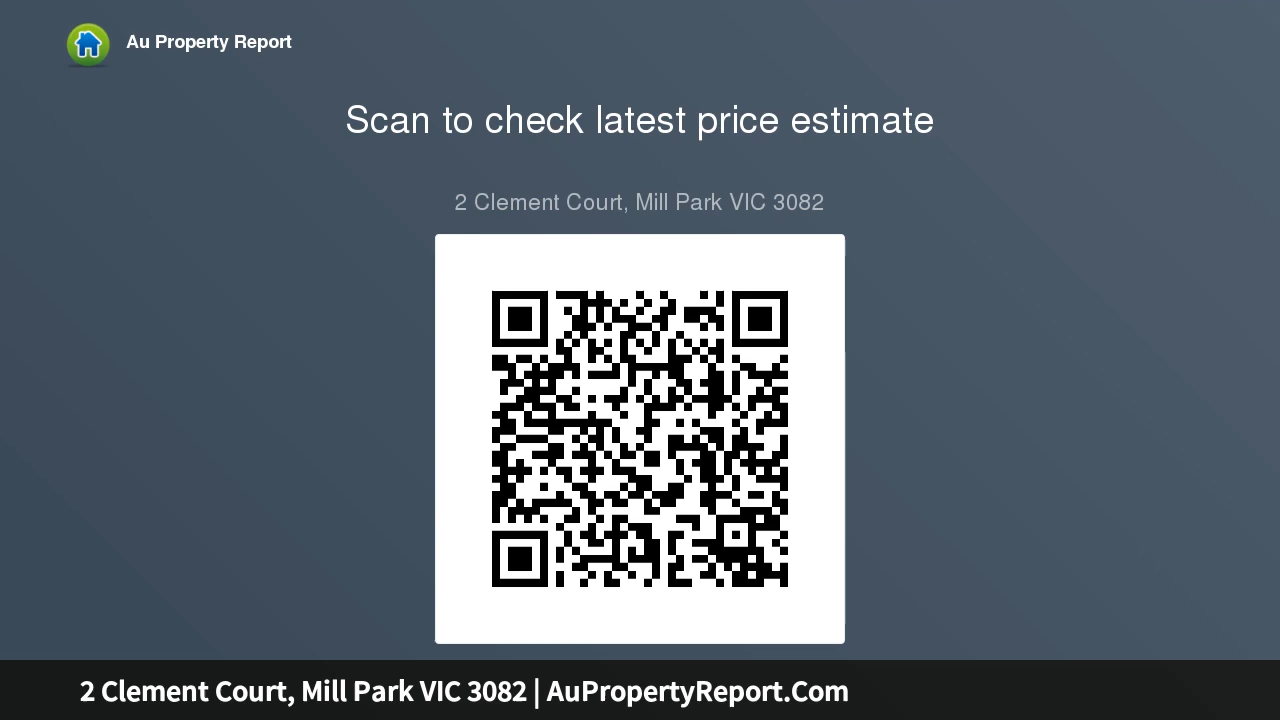 Au Property Report
Scan to check latest price estimate
2 Clement Court, Mill Park VIC 3082
2 Clement Court, Mill Park VIC 3082 | AuPropertyReport.Com